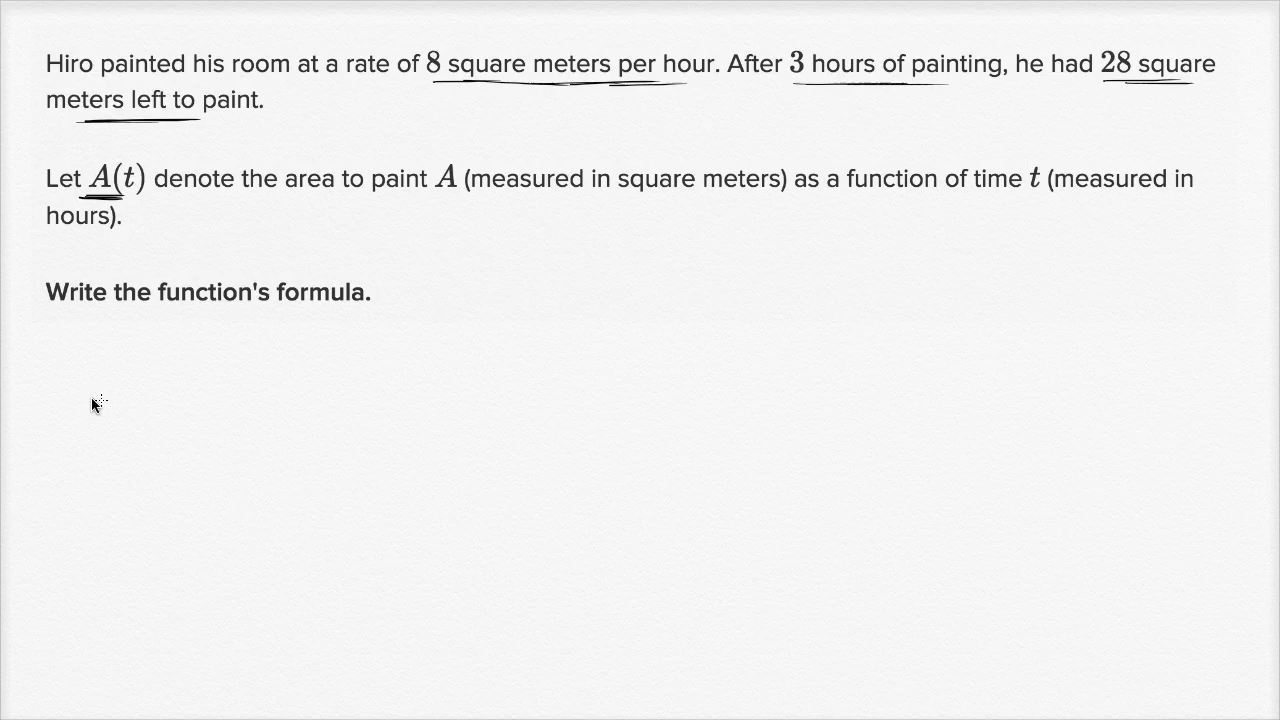 Hiro painted his room at a rate of 8 square meters per hour. After 3 hours of painting, he had 28 square
meters left to paint.
Let A(t) denote the area to paint A (measured in square meters) as a function of time t (measured in
hours).
Write the function's formula.